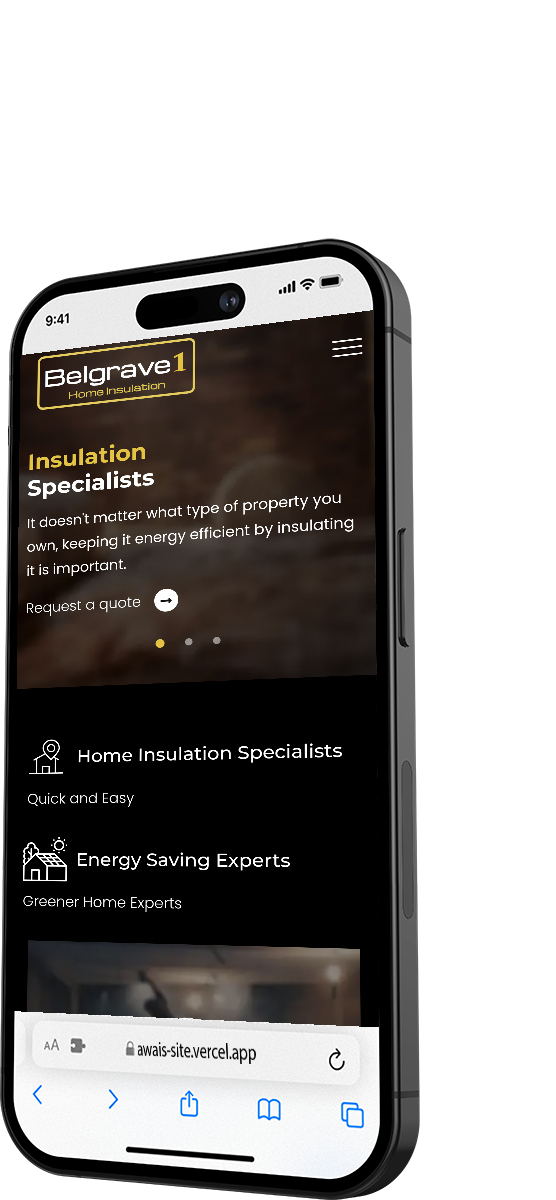 9:41
Belgrave1
Home Insulation
Insulation
Specialists
It doesn't matter what type of property you
own, keeping it energy efficient by insulating
it is important.
Request a quote
Home Insulation Specialists
Quick and Easy
Energy Saving Experts
Greener Home Experts
AA awais-site.vercel.app